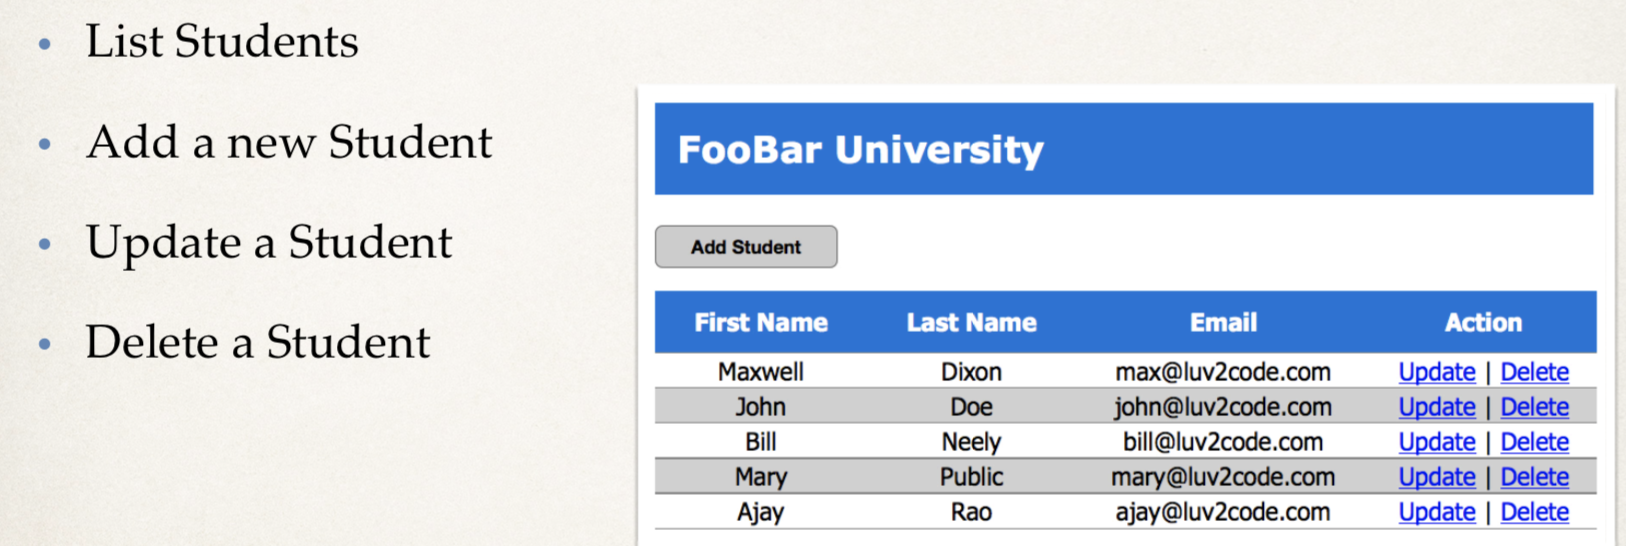 List Students
Add a new Student
Update a Student
Delete a Student
FooBar University
Add Student
First Name Last Name Email Action
Maxwell Dixon max@luv2code.com Update | Delete
John Doe john@luv2code.com Update | Delete
Bill Neely bill@luv2code.com Update | Delete
Mary Public mary@luv2code.com Update | Delete
Ajay Rao ajay@luv2code.com Update | Delete